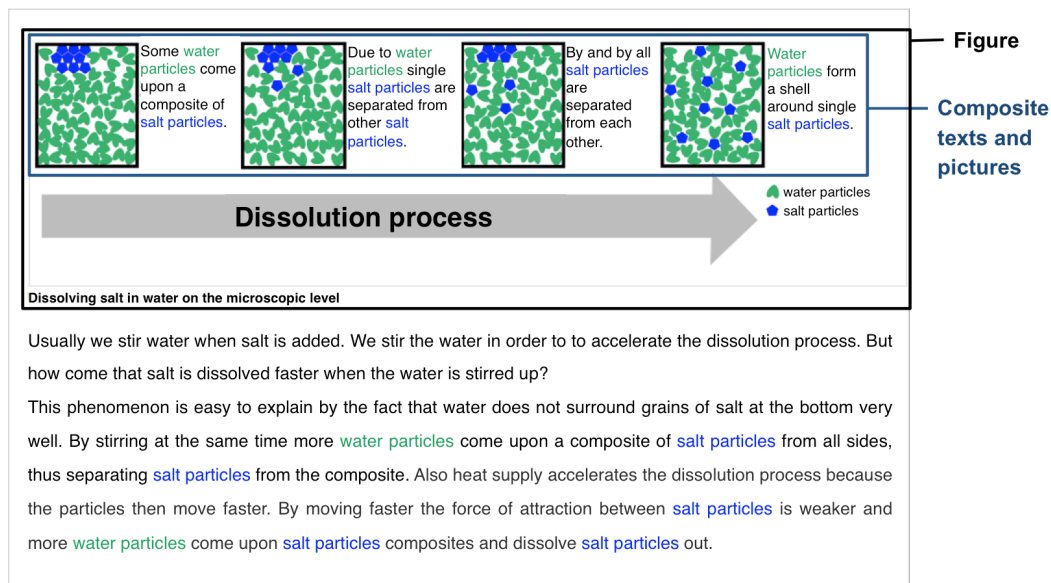 Some water
particles come
upon a
composite of
salt particles.
Due to water
particles single
salt particles are
separated from
other salt
particles.
By and by all
salt particles
are
separated
from each
other.
Water
particles form
a shell
around single
salt particles.
Figure
Composite
texts and
pictures
water particles
salt particles
Dissolution process
Dissolving salt in water on the microscopic level
Usually we stir water when salt is added. We stir the water in order to to accelerate the dissolution process. But
how come that salt is dissolved faster when the water is stirred up?
This phenomenon is easy to explain by the fact that water does not surround grains of salt at the bottom very
well. By stirring at the same time more water particles come upon a composite of salt particles from all sides,
thus separating salt particles from the composite. Also heat supply accelerates the dissolution process because
the particles then move faster. By moving faster the force of attraction between salt particles is weaker and
more water particles come upon salt particles composites and dissolve salt particles out.